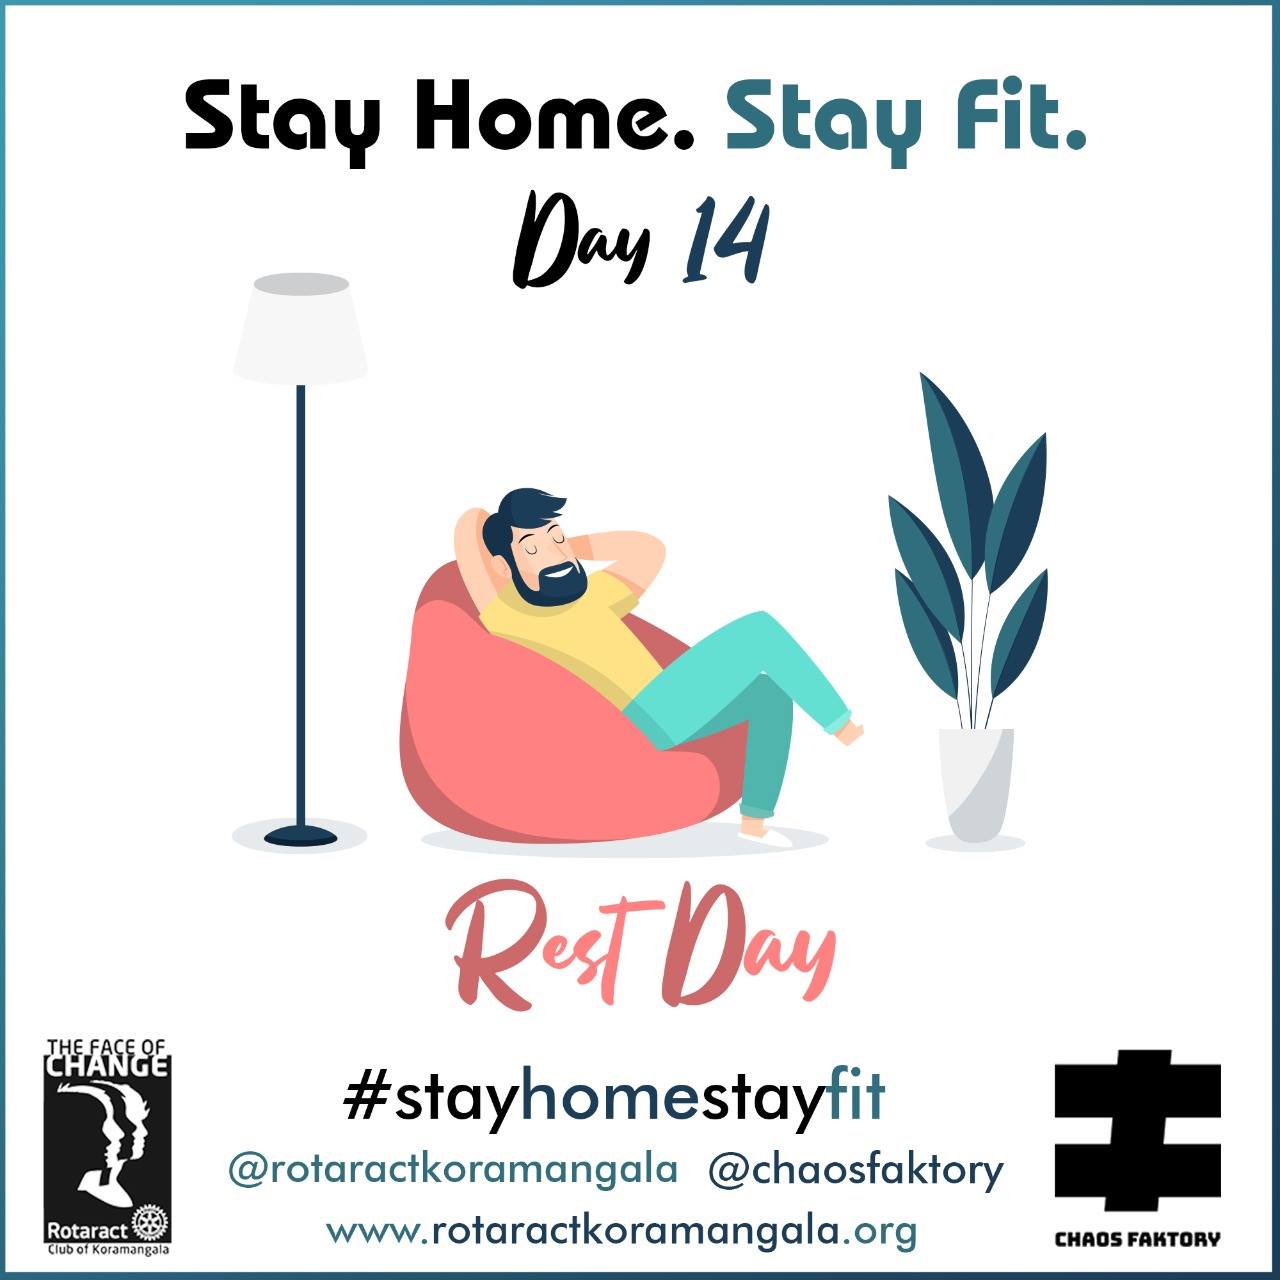 Stay Home. Stay Fit.
Day 14
Rest Day
THE FACE OF
CHANGE
Rotaract
Club of Koramangala
#stayhomestayfit
@rotaractkoramangala @chaosfaktory
www.rotaractkoramangala.org
CHAOS FAKTORY